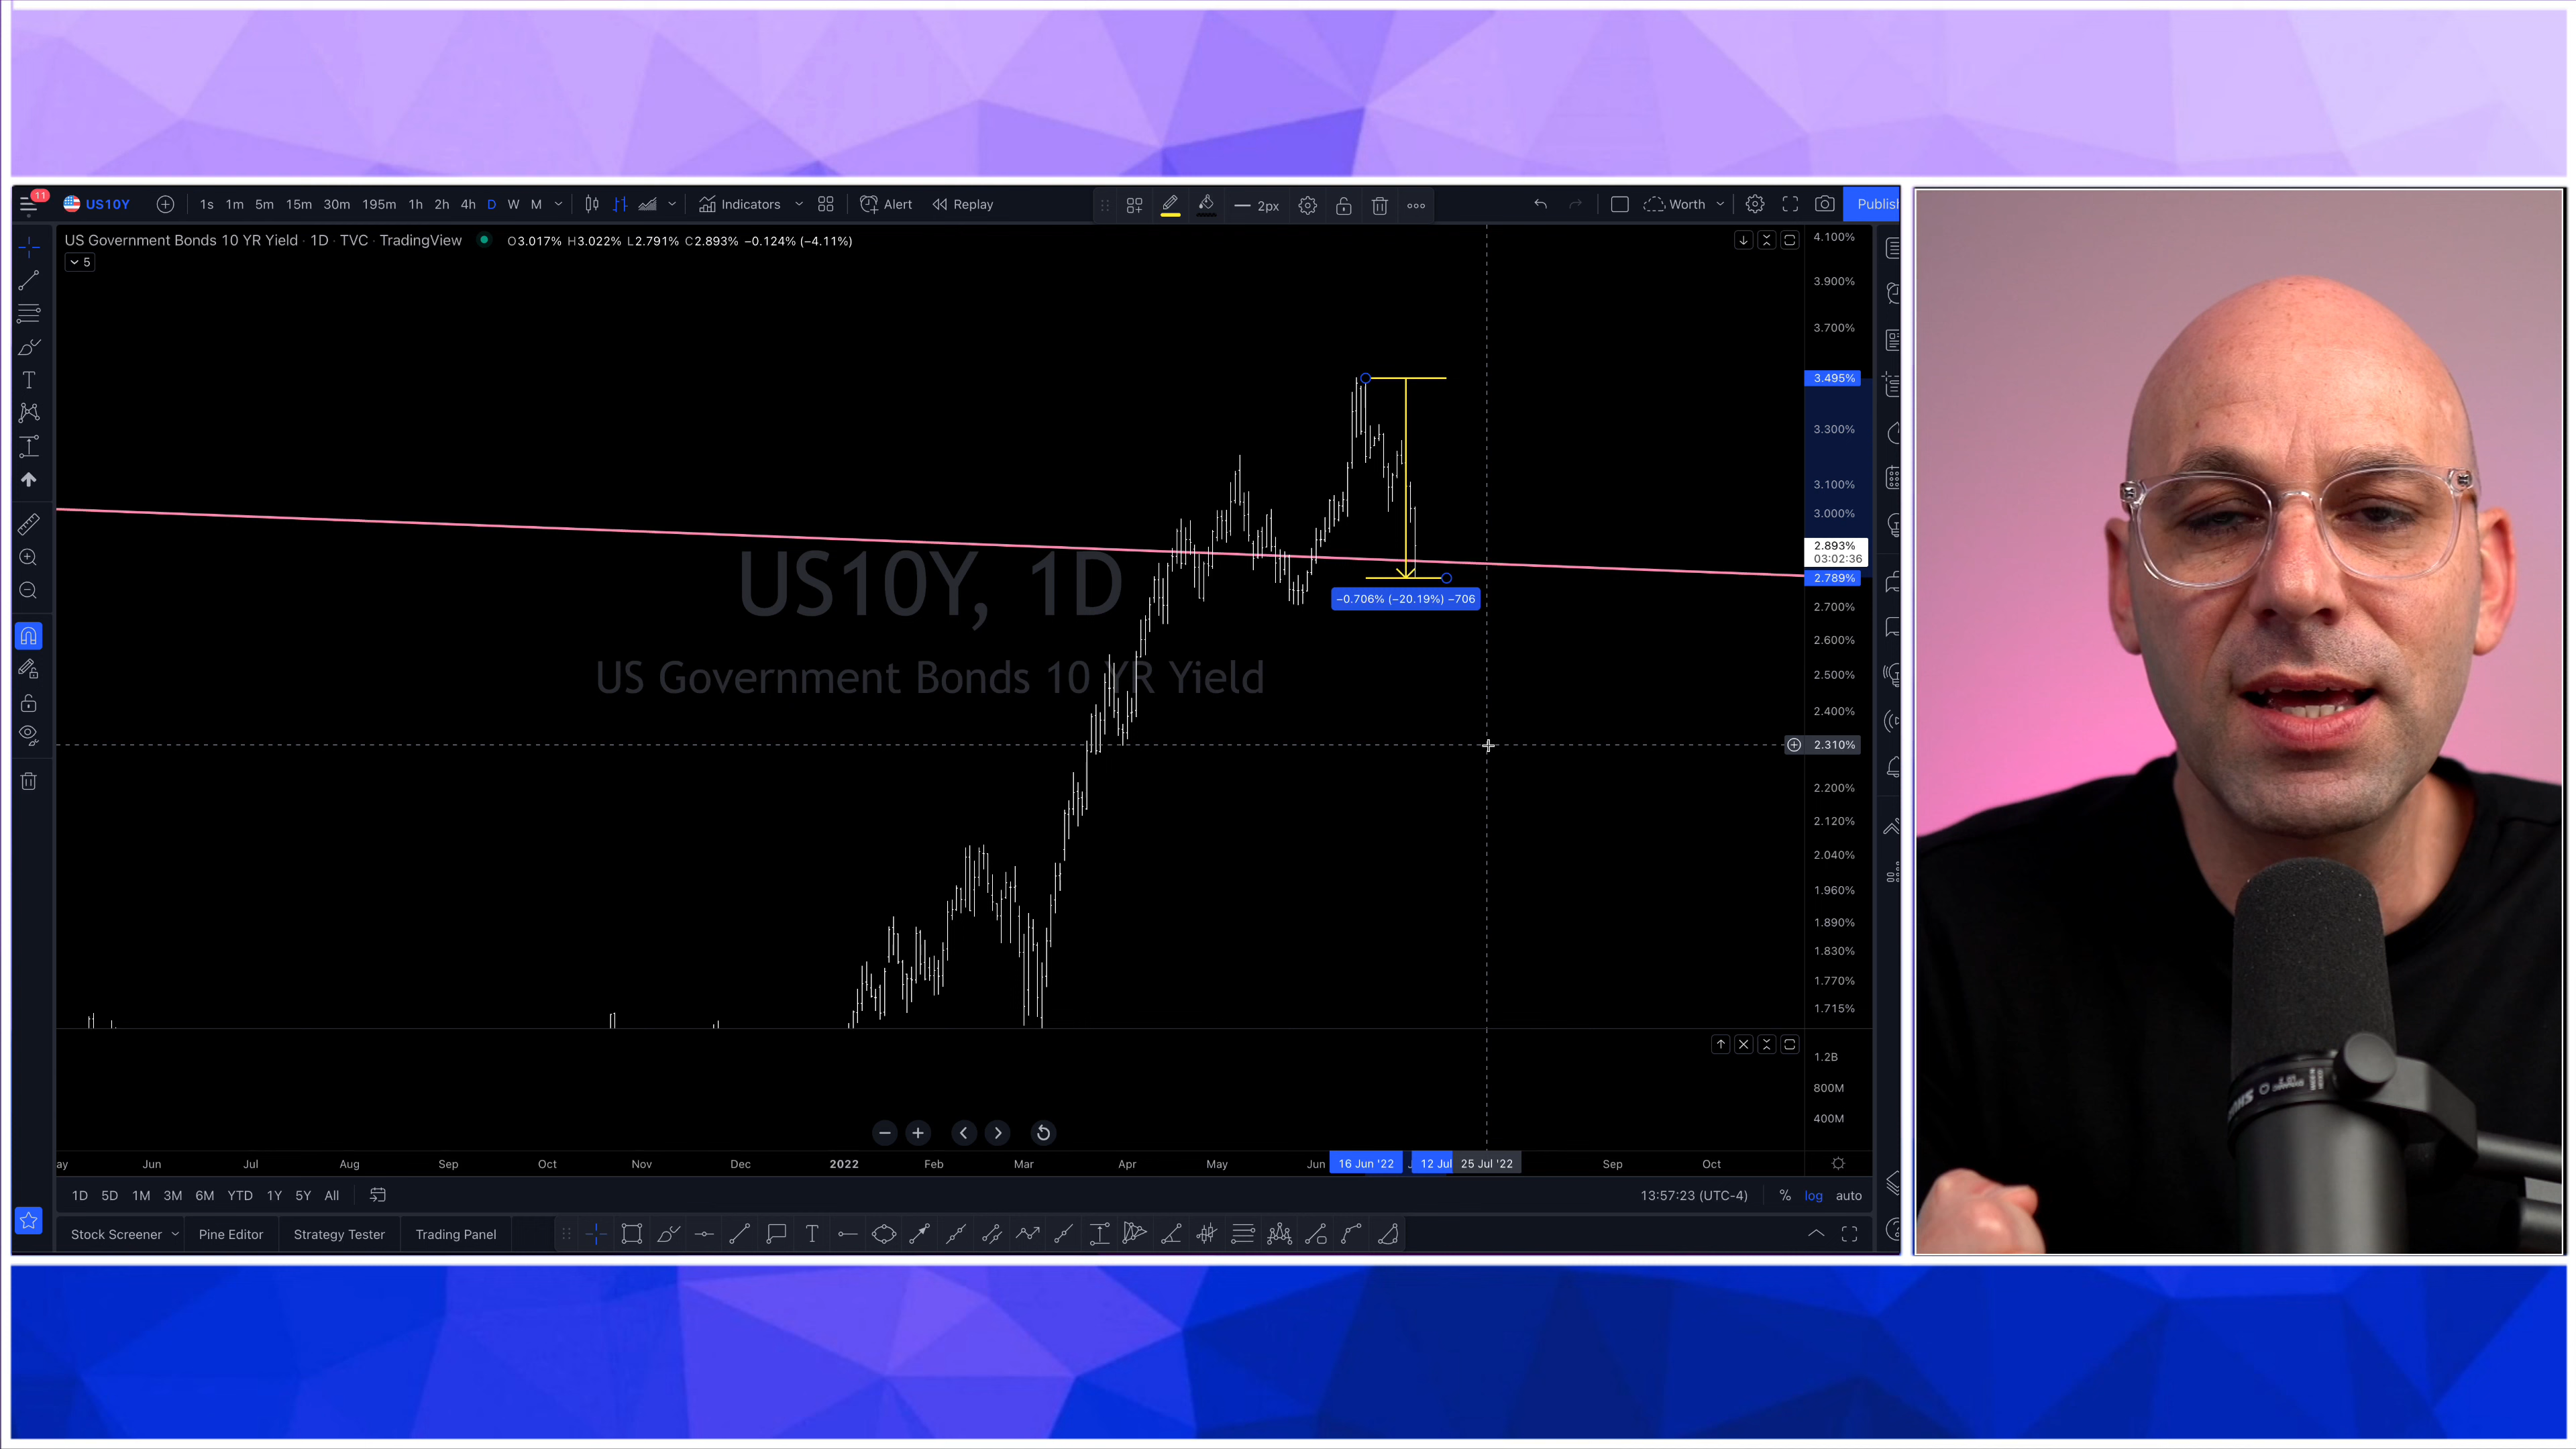 11
US10Y
1s 1m 5m 15m 30m 195m 1h 2h 4h D W M
Indicators
Alert
Replay
2px
Worth
Publish
US Government Bonds 10 YR Yield · 1D · TVC · TradingView
O3.017% H3.022% L2.791% C2.893% −0.124% (−4.11%)
5
4.100%
3.900%
3.700%
3.495%
3.300%
3.100%
3.000%
2.893%
03:02:36
2.789%
−0.706% (−20.19%) −706
US10Y, 1D
US Government Bonds 10 YR Yield
2.700%
2.600%
2.500%
2.400%
2.310%
2.200%
2.120%
2.040%
1.960%
1.890%
1.830%
1.770%
1.715%
1.2B
800M
400M
ay Jun Jul Aug Sep Oct Nov Dec 2022 Feb Mar Apr May Jun 16 Jun '22 12 Jul 25 Jul '22 Sep Oct
1D 5D 1M 3M 6M YTD 1Y 5Y All
13:57:23 (UTC-4) % log auto
Stock Screener Pine Editor Strategy Tester Trading Panel